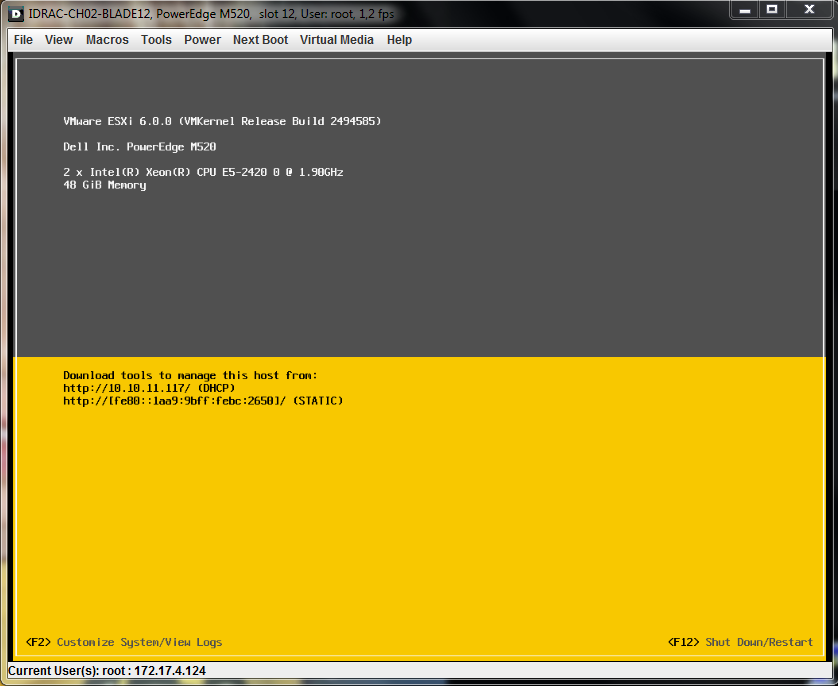 IDRAC-CH02-BLADE12, PowerEdge M520, slot 12, User: root, 1,2 fps
File View Macros Tools Power Next Boot Virtual Media Help
VMware ESXi 6.0.0 (VMKernel Release Build 2494585)
Dell Inc. PowerEdge M520
2 x Intel(R) Xeon(R) CPU E5-2420 0 @ 1.90GHz
48 GiB Memory
Download tools to manage this host from:
http://10.10.11.117/ (DHCP)
http://[fe80::1aa9:9bff:febc:2650]/ (STATIC)
<F2> Customize System/View Logs
<F12> Shut Down/Restart
Current User(s): root : 172.17.4.124